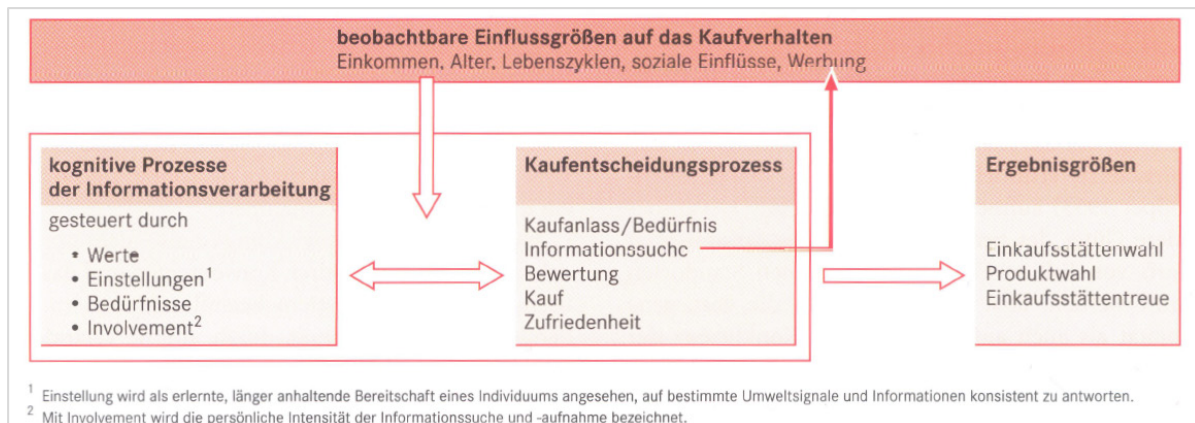 beobachtbare Einflussgrößen auf das Kaufverhalten
Einkommen, Alter, Lebenszyklen, soziale Einflüsse, Werbung
kognitive Prozesse
der Informationsverarbeitung
gesteuert durch
• Werte
• Einstellungen¹
• Bedürfnisse
• Involvement²
Kaufentscheidungsprozess
Kaufanlass/Bedürfnis
Informationssuche
Bewertung
Kauf
Zufriedenheit
Ergebnisgrößen
Einkaufsstättenwahl
Produktwahl
Einkaufsstättentreue
¹ Einstellung wird als erlernte, länger anhaltende Bereitschaft eines Individuums angesehen, auf bestimmte Umweltsignale und Informationen konsistent zu antworten.
² Mit Involvement wird die persönliche Intensität der Informationssuche und -aufnahme bezeichnet.